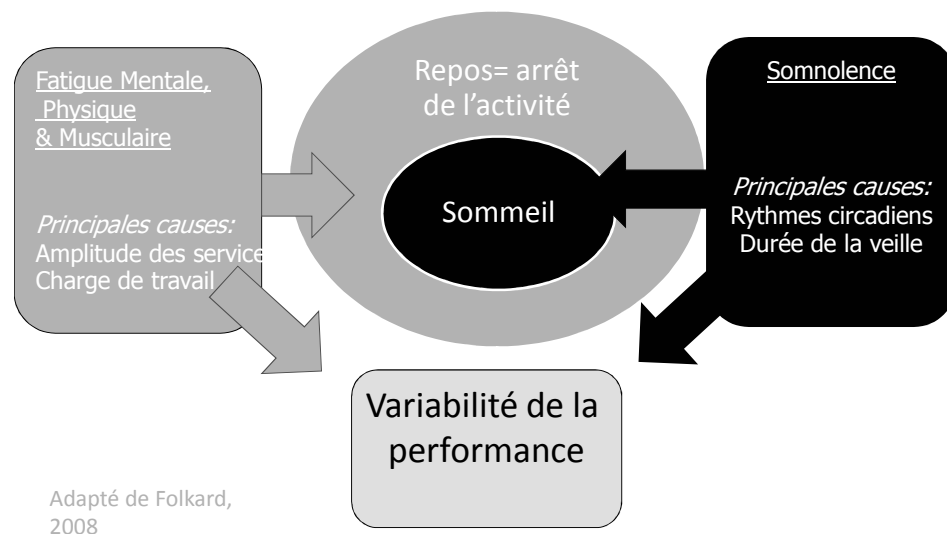 Fatigue Mentale,
Physique
& Musculaire
Principales causes:
Amplitude des service
Charge de travail
Repos= arrêt
de l’activité
Sommeil
Somnolence
Principales causes:
Rythmes circadiens
Durée de la veille
Variabilité de la
performance
Adapté de Folkard,
2008